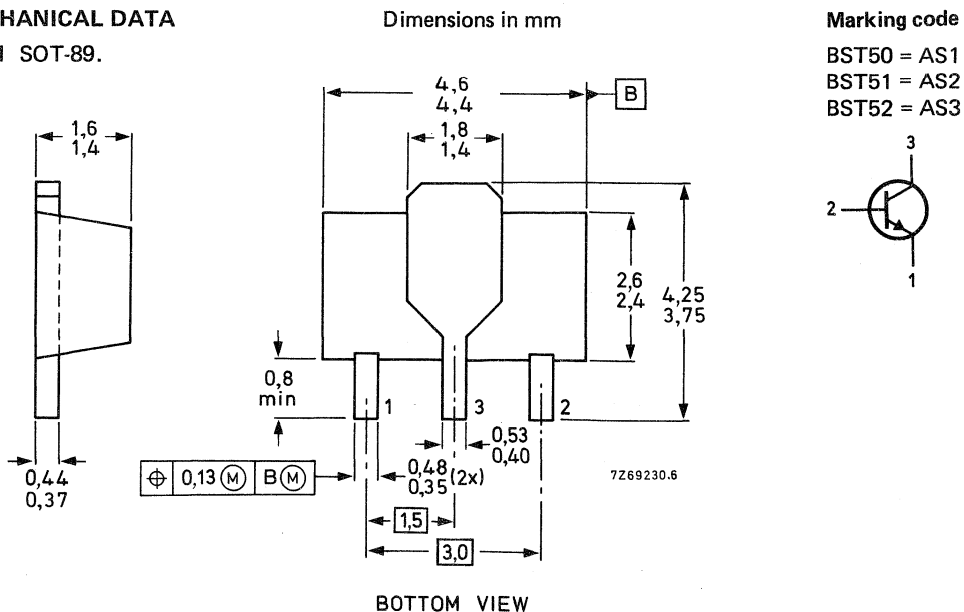 HANICAL DATA
SOT-89.
Dimensions in mm
Marking code
BST50 = AS1
BST51 = AS2
BST52 = AS3
4,6
4,4
B
1,8
1,4
1,6
1,4
3
2
1
2,6
2,4
4,25
3,75
0,8
min
1
3
2
0,53
0,40
0,44
0,37
0,13 M B M
0,48
0,35 (2x)
7Z69230.6
1,5
3,0
BOTTOM VIEW